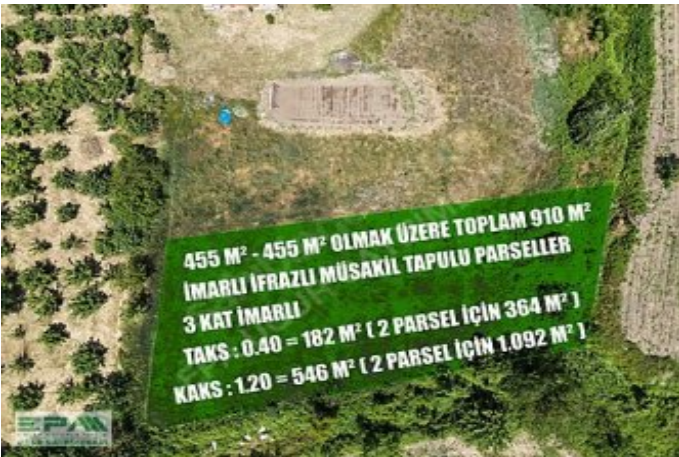 455 M² - 455 M² OLMAK ÜZERE TOPLAM 910 M²
İMARLI İFRAZLI MÜSAKİL TAPULU PARSELLER
3 KAT İMARLI
TAKS : 0.40 = 182 M² ( 2 PARSEL İÇİN 364 M² )
KAKS : 1.20 = 546 M² ( 2 PARSEL İÇİN 1.092 M² )
EPA